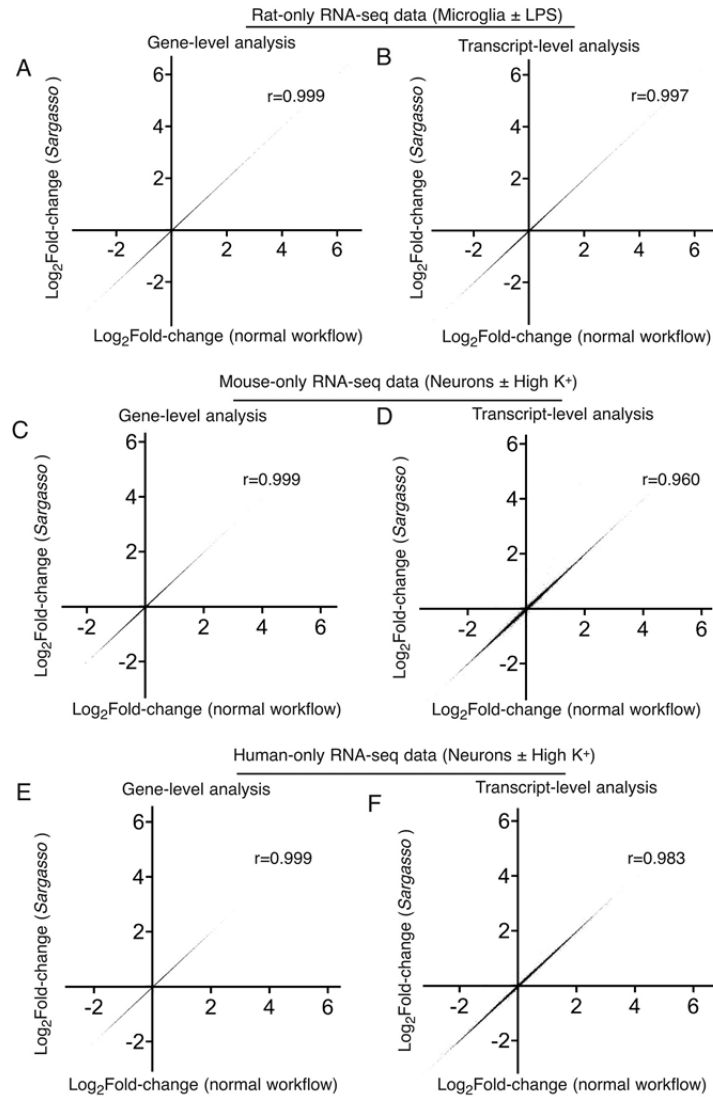 Rat-only RNA-seq data (Microglia ± LPS)
Gene-level analysis
Transcript-level analysis
A
B
Log2Fold-change (Sargasso)
6
4
2
-2
-2
2
4
6
r=0.999
Log2Fold-change (normal workflow)
Log2Fold-change (Sargasso)
6
4
2
-2
-2
2
4
6
r=0.997
Log2Fold-change (normal workflow)
Mouse-only RNA-seq data (Neurons ± High K+)
Gene-level analysis
Transcript-level analysis
C
D
Log2Fold-change (Sargasso)
6
4
2
-2
-2
2
4
6
r=0.999
Log2Fold-change (normal workflow)
Log2Fold-change (Sargasso)
6
4
2
-2
-2
2
4
6
r=0.960
Log2Fold-change (normal workflow)
Human-only RNA-seq data (Neurons ± High K+)
Gene-level analysis
Transcript-level analysis
E
F
Log2Fold-change (Sargasso)
6
4
2
-2
-2
2
4
6
r=0.999
Log2Fold-change (normal workflow)
Log2Fold-change (Sargasso)
6
4
2
-2
-2
2
4
6
r=0.983
Log2Fold-change (normal workflow)